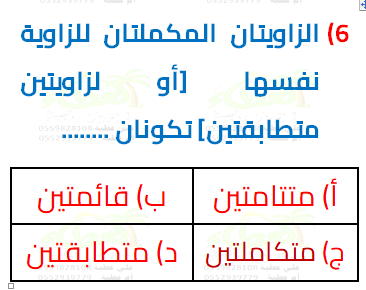 6) الزاويتان المكملتان للزاوية
نفسها [أو لزاويتين
متطابقتين] تكونان ........
أ) متتامتين ب) قائمتين
ج) متكاملتين د) متطابقتين